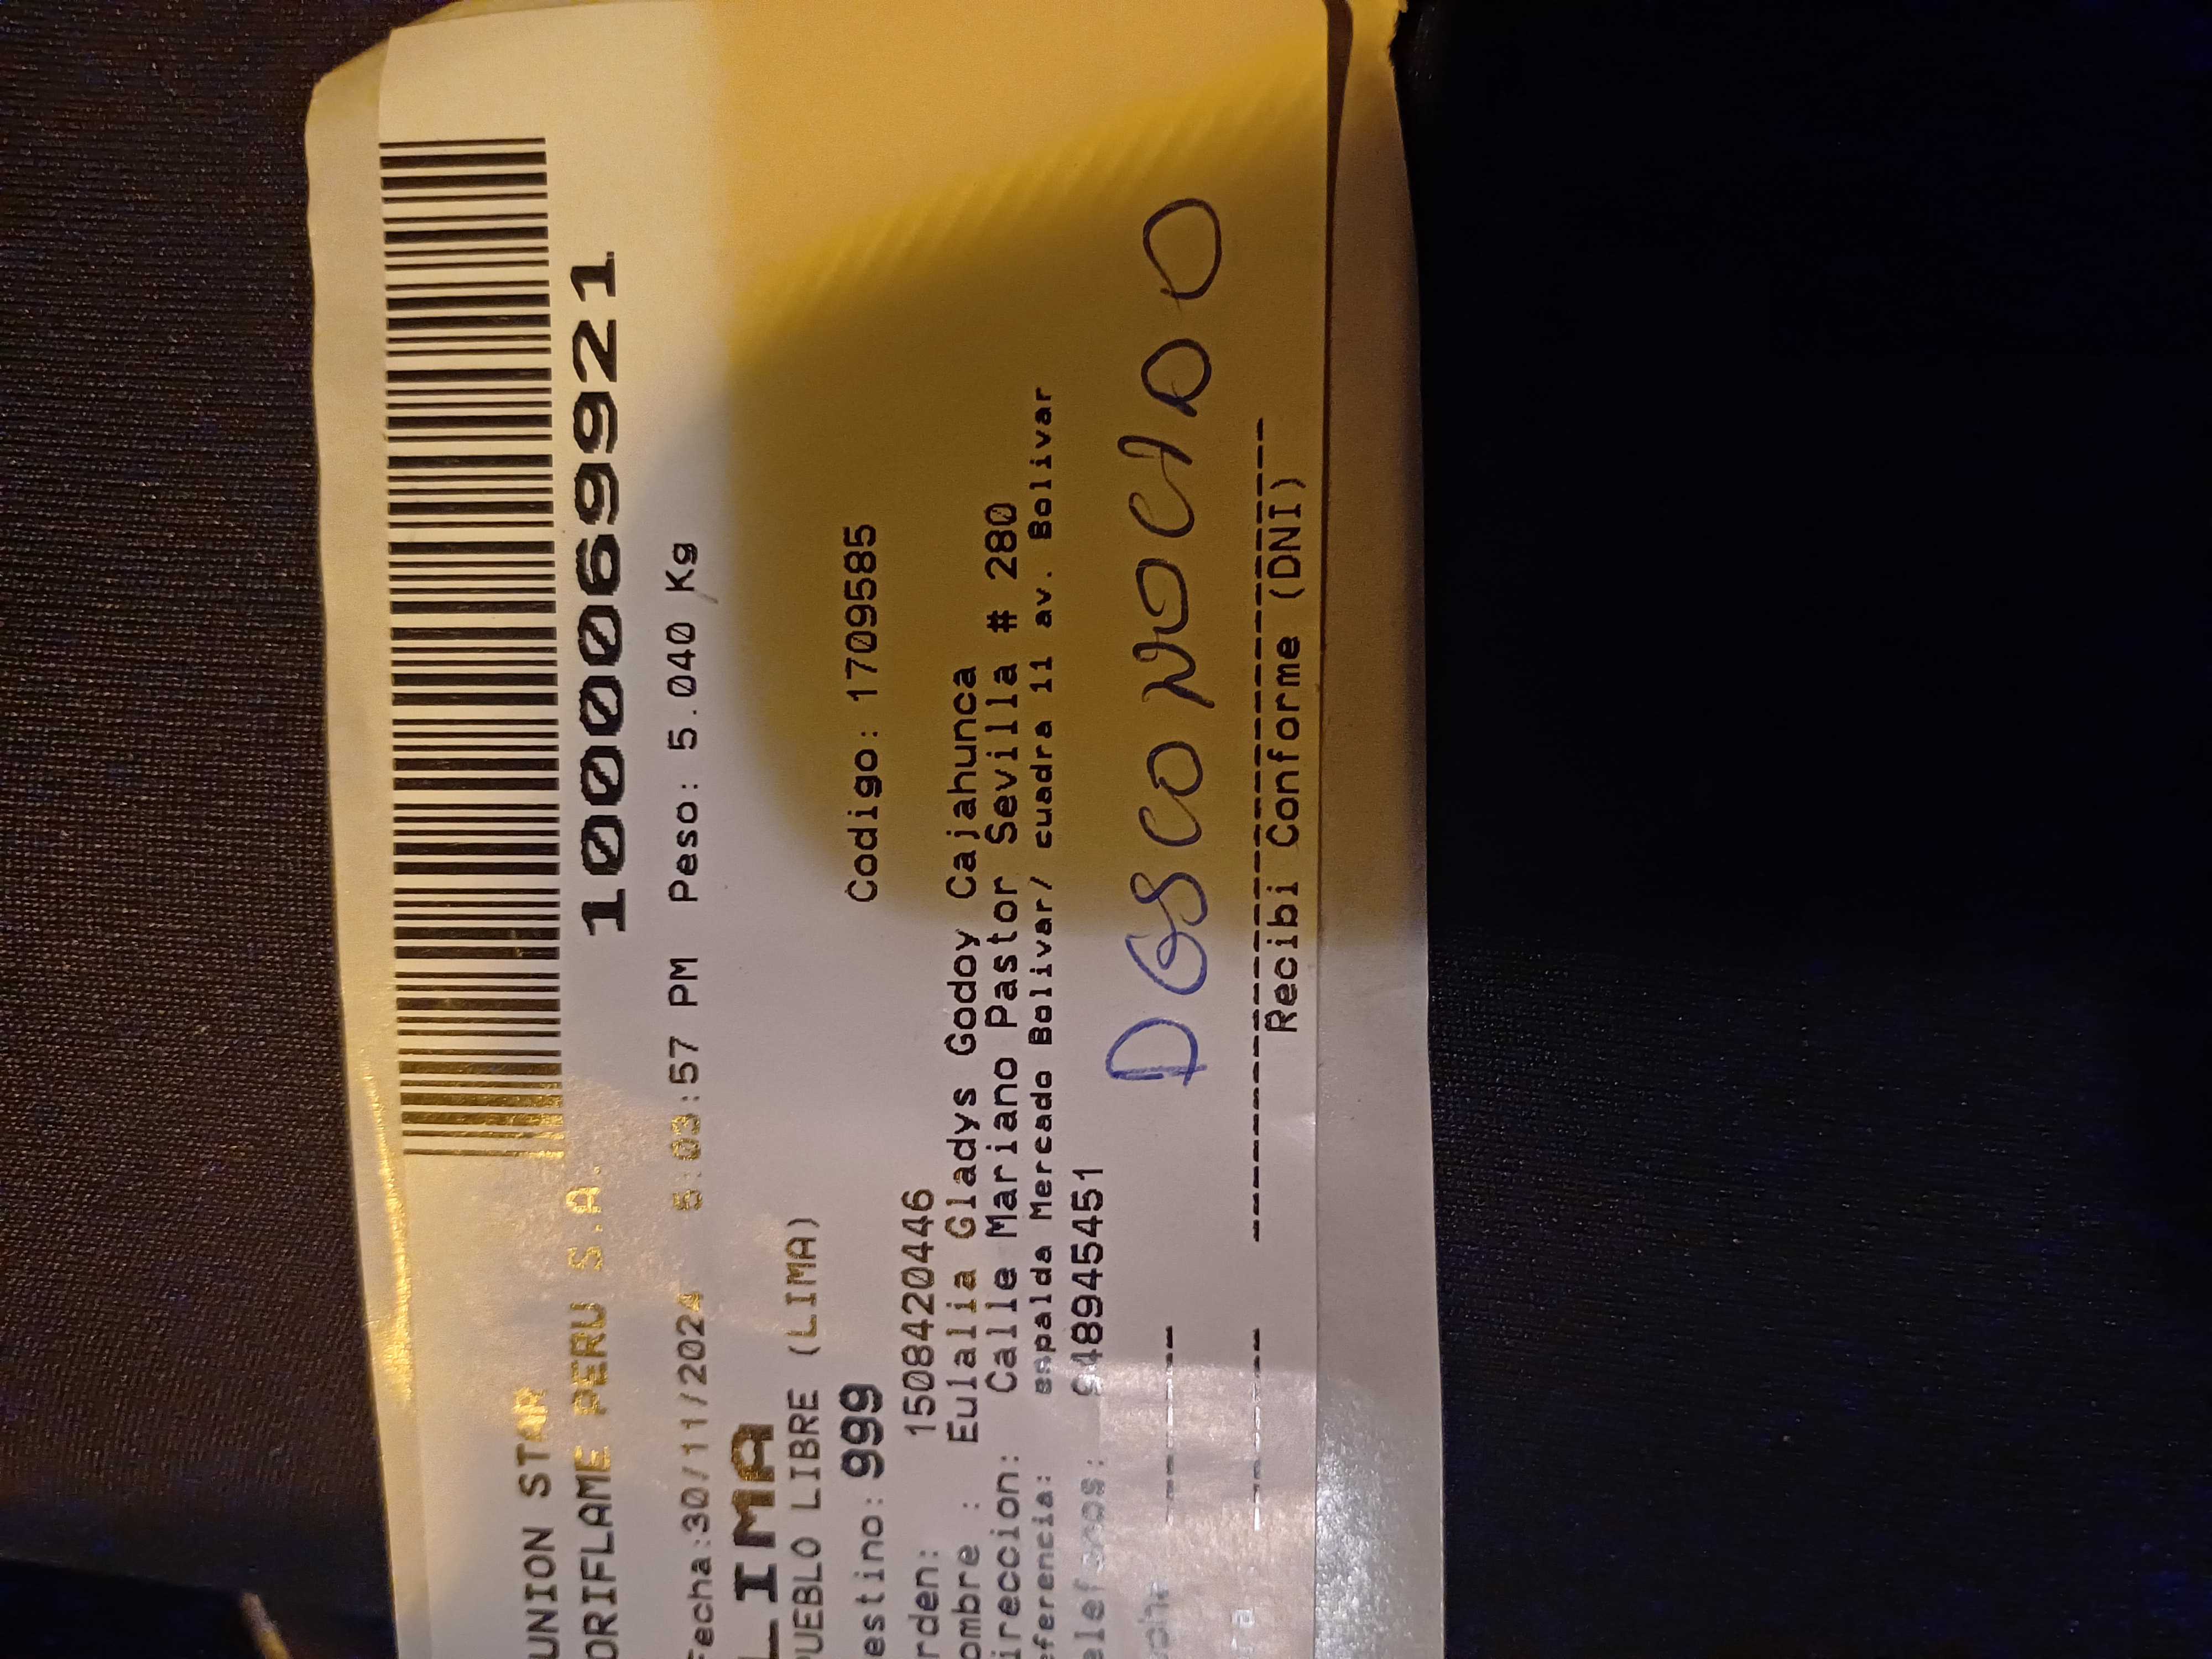 UNION STAR
ORIFLAME PERU S.A.
1000069921
Fecha:30/11/2024 5:03:57 PM Peso: 5.040 Kg
LIMA
PUEBLO LIBRE (LIMA)
estino: 999 Codigo: 1709585
rden: 1508420446
ombre : Eulalia Gladys Godoy Cajahunca
ireccion: Calle Mariano Pastor Sevilla # 280
eferencia: espalda Mercado Bolivar/ cuadra 11 av. Bolivar
elefonos: 948945451
DESCONOCIDO
Recibi Conforme (DNI)